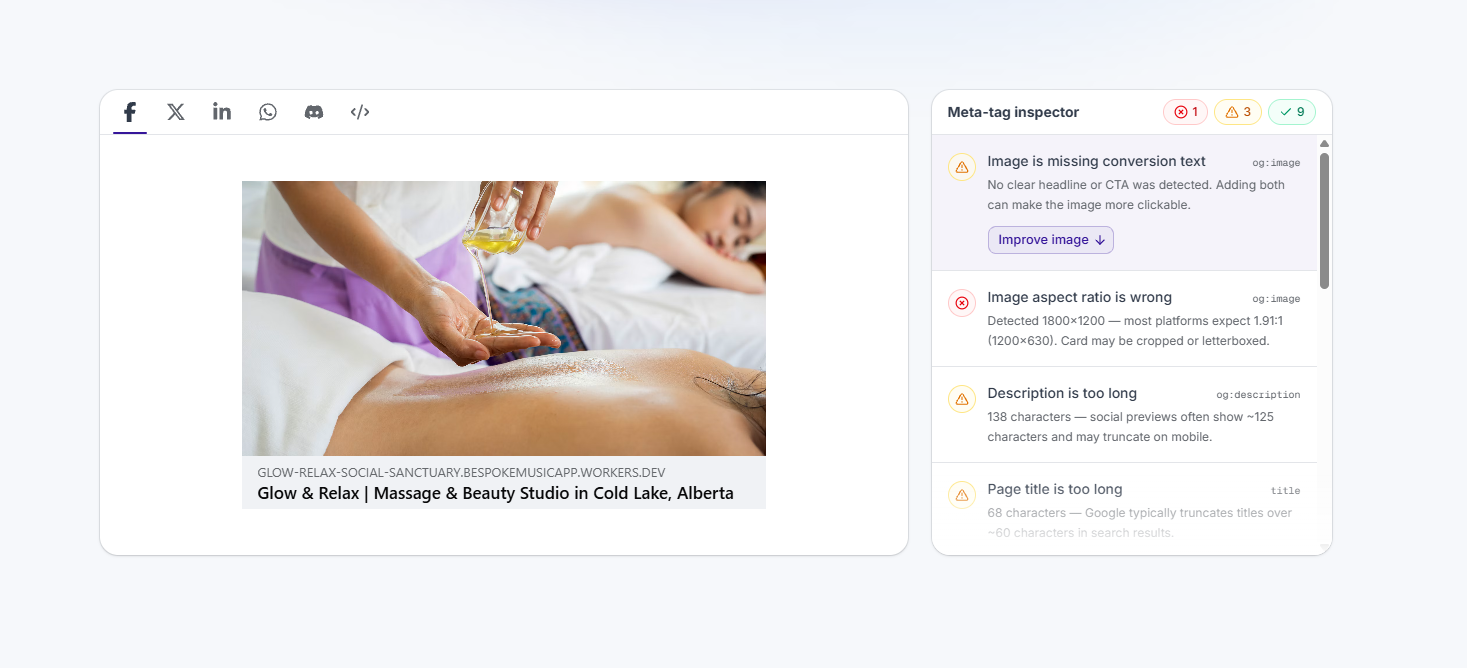 Meta-tag inspector
1
3
9
Image is missing conversion text
og:image
No clear headline or CTA was detected. Adding both
can make the image more clickable.
Improve image ↓
Image aspect ratio is wrong
og:image
Detected 1800×1200 — most platforms expect 1.91:1
(1200×630). Card may be cropped or letterboxed.
Description is too long
og:description
138 characters — social previews often show ~125
characters and may truncate on mobile.
Page title is too long
title
68 characters — Google typically truncates titles over
~60 characters in search results.
GLOW-RELAX-SOCIAL-SANCTUARY.BESPOKEMUSICAPP.WORKERS.DEV
Glow & Relax | Massage & Beauty Studio in Cold Lake, Alberta